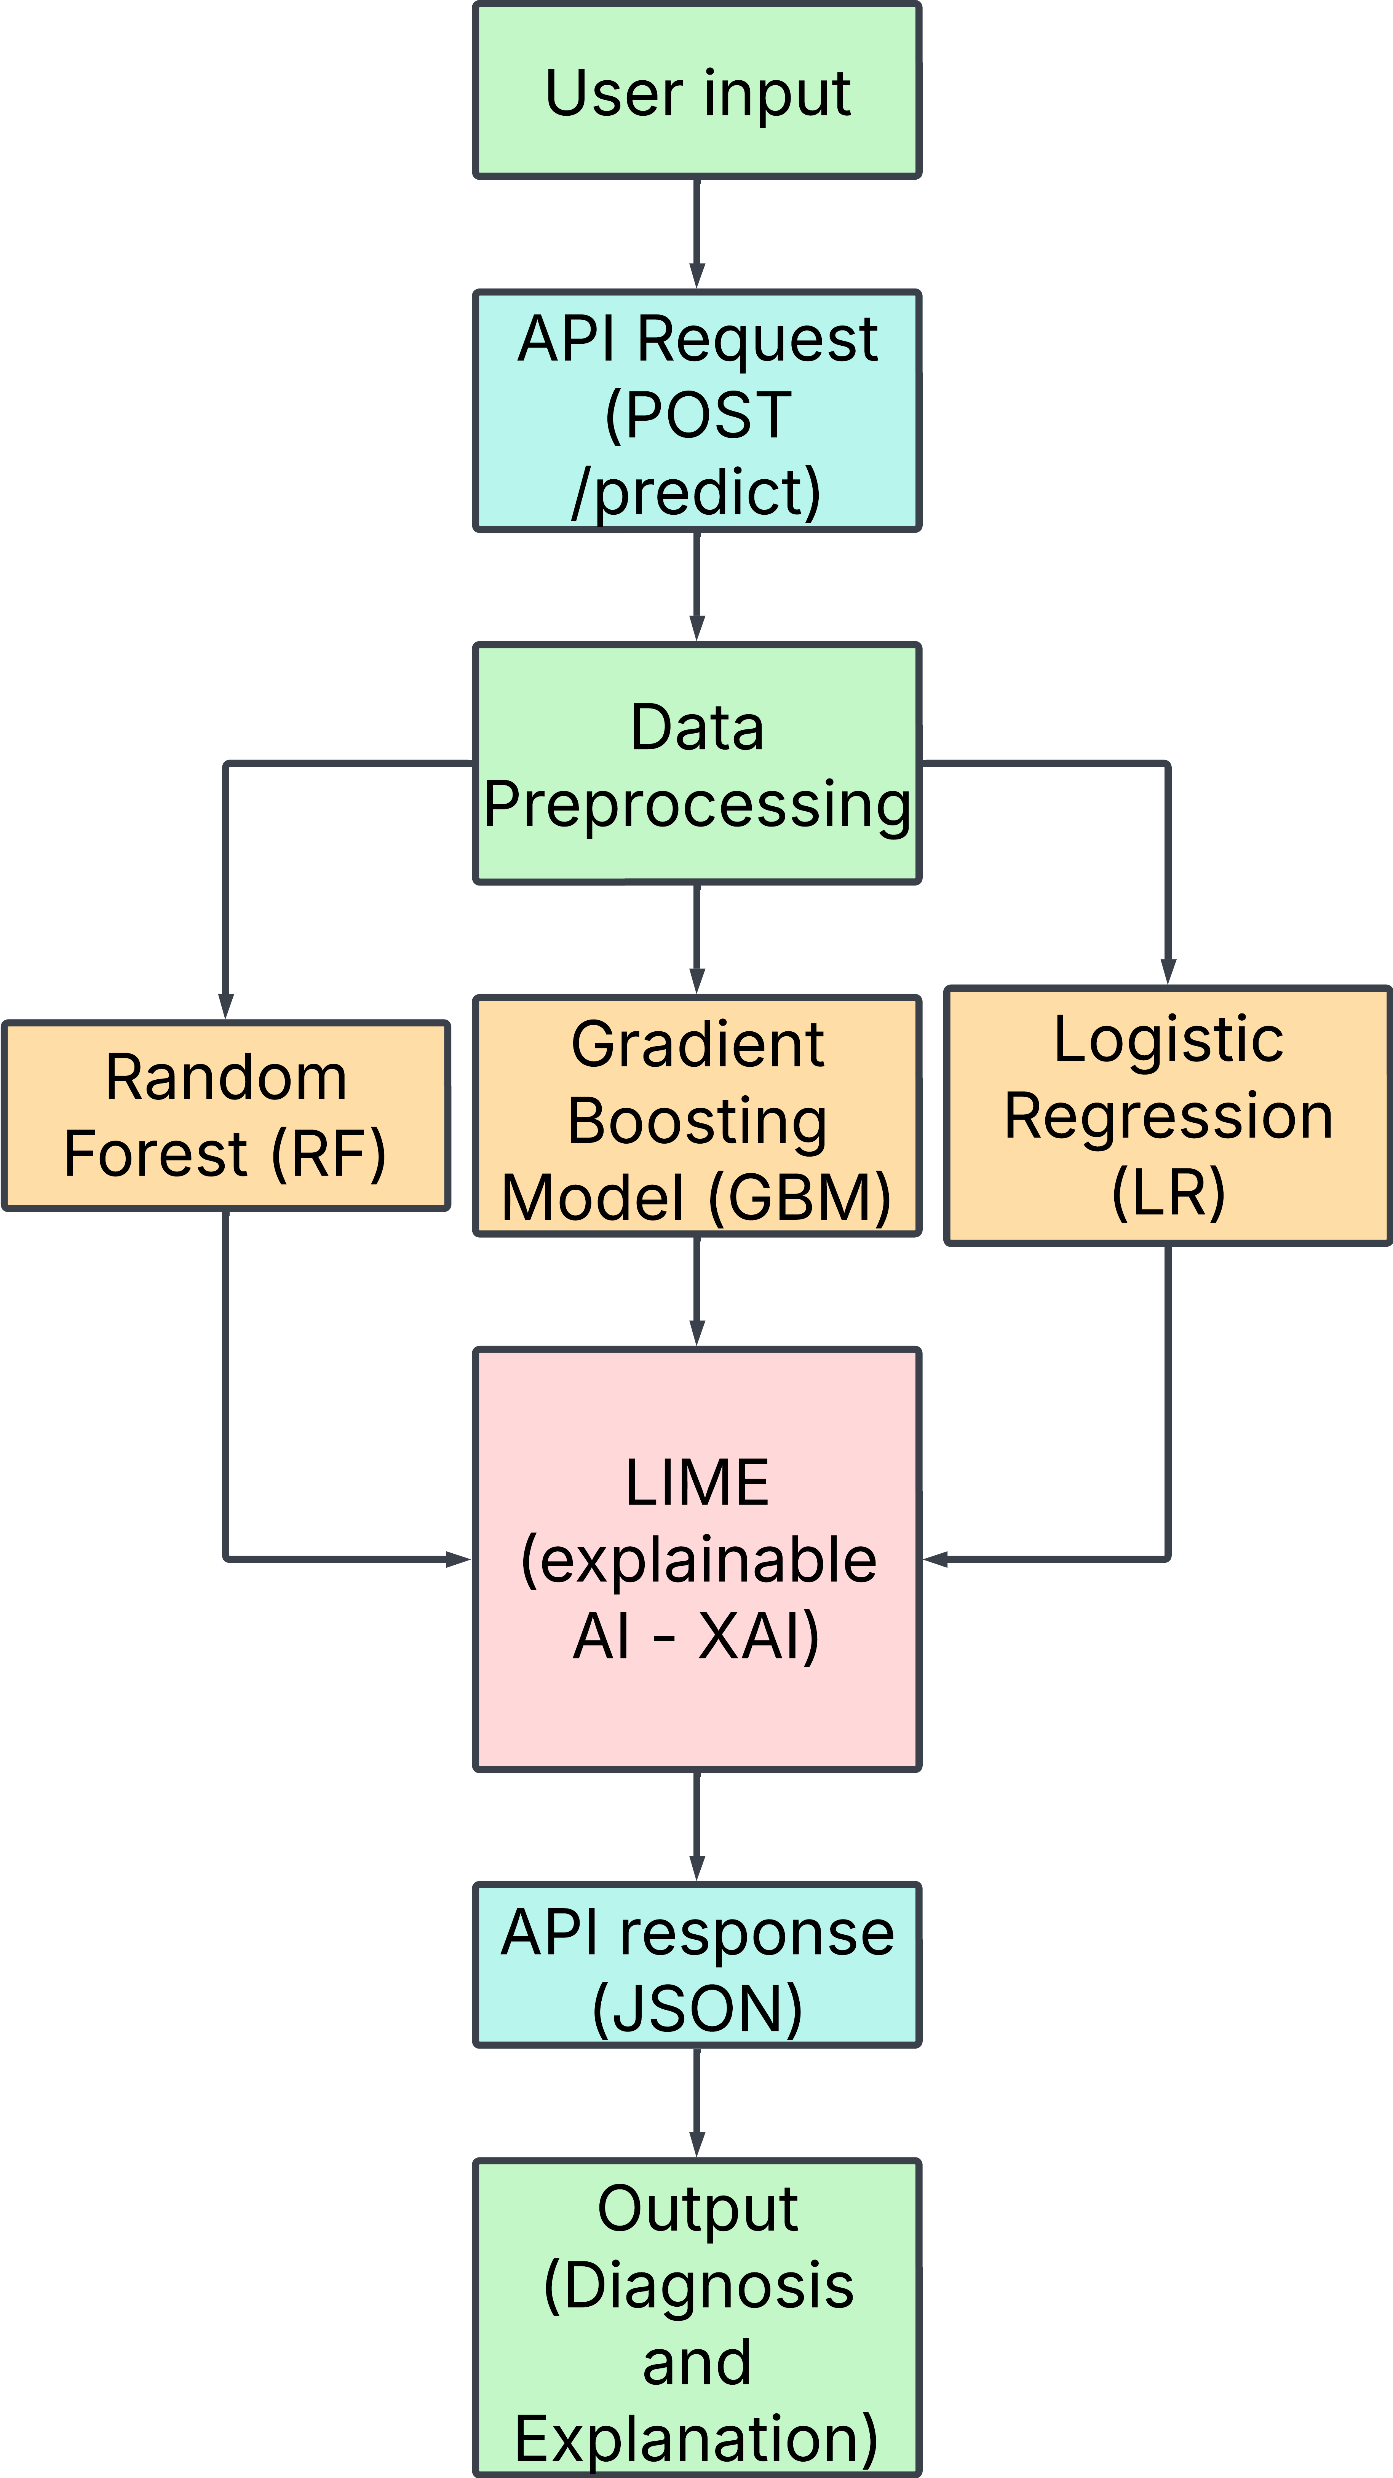 User input
API Request
(POST
/predict)
Data
Preprocessing
Random
Forest (RF)
Gradient
Boosting
Model (GBM)
Logistic
Regression
(LR)
LIME
(explainable
AI - XAI)
API response
(JSON)
Output
(Diagnosis
and
Explanation)